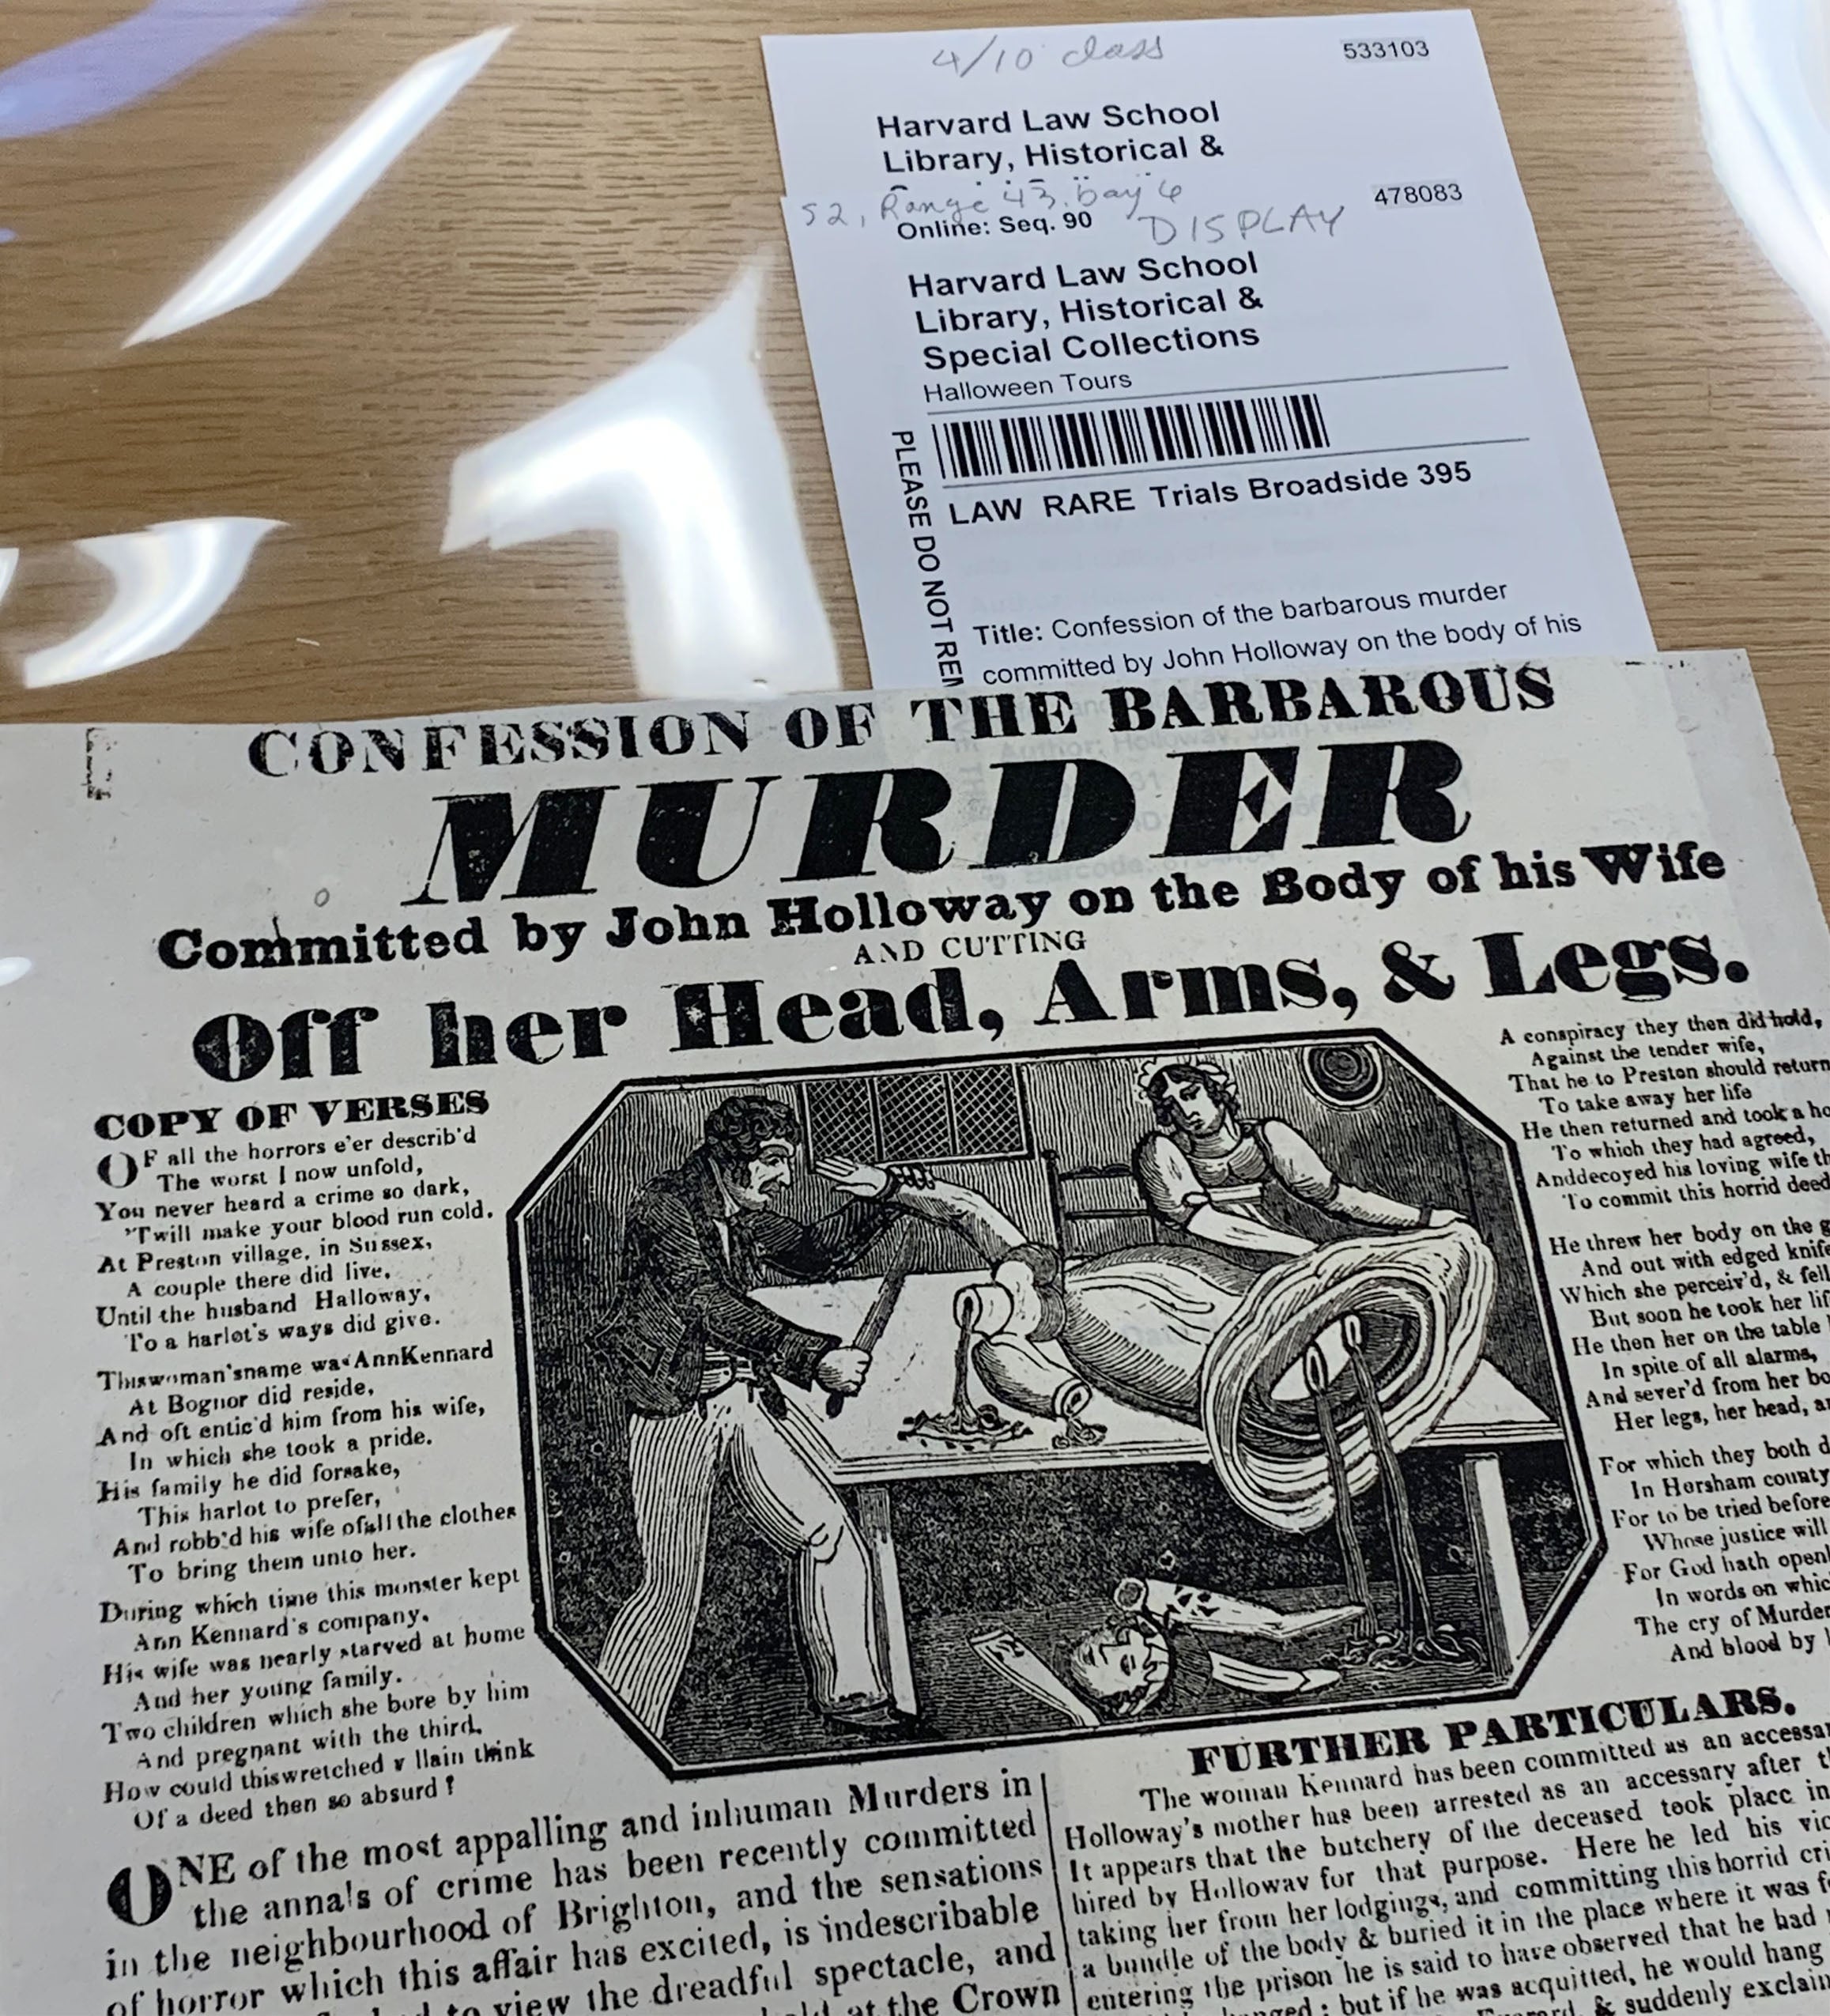 4/10 class
533103
Harvard Law School
Library, Historical &
52, Range 43, bay 6
478083
Online: Seq. 90
DISPLAY
Harvard Law School
Library, Historical &
Special Collections
Halloween Tours
PLEASE DO NOT
LAW RARE Trials Broadside 395
Title: Confession of the barbarous murder
committed by John Holloway on the body of his
CONFESSION OF THE BARBAROUS
MURDER
Committed by John Holloway on the Body of his Wife
AND CUTTING
Off her Head, Arms, & Legs.
COPY OF VERSES
OF all the horrors e'er describ'd
The worst I now unfold,
You never heard a crime so dark,
'Twill make your blood run cold.
At Preston village, in Sussex,
A couple there did live,
Until the husband Halloway,
To a harlot's ways did give.
This woman'sname was AnnKennard
At Bognor did reside,
And oft entic'd him from his wife,
In which she took a pride.
His family he did forsake,
This harlot to prefer,
And robb'd his wife ofall the clothes
To bring them unto her.
During which time this monster kept
Ann Kennard's company,
His wife was nearly starved at home
And her young family.
Two children which she bore by him
And pregnant with the third,
How could thiswretched v llain think
Of a deed then so absurd!
A conspiracy they then did hold,
Against the tender wife,
That he to Preston should return
To take away her life
He then returned and took a
To which they had agreed,
Anddecoyed his loving wife
To commit this horrid deed
He threw her body on the
And out with edged knife
Which she perceiv'd, & fell
But soon he took her
He then her on the table
In spite of all alarms,
And sever'd from her
Her legs, her head,
For which they both
In Horsham county
For to be tried before
Whose justice will
For God hath
In words on
The cry of Murder
And blood by
ONE of the most appalling and inhuman Murders in
the annals of crime has been recently committed
in the neighbourhood of Brighton, and the sensations
of horror which this affair has excited, is indescribable
to view the dreadful spectacle, and
at the Crown
FURTHER PARTICULARS.
The woman Kennard has been committed as an
Holloway's mother has been arrested as an accessary after
It appears that the butchery of the deceased took place in
hired by Holloway for that purpose. Here he led his
taking her from her lodgings, and committing this horrid
a bundle of the body & buried it in the place where it was
entering the prison he is said to have observed that he had
but if he was acquitted, he would hang
& suddenly